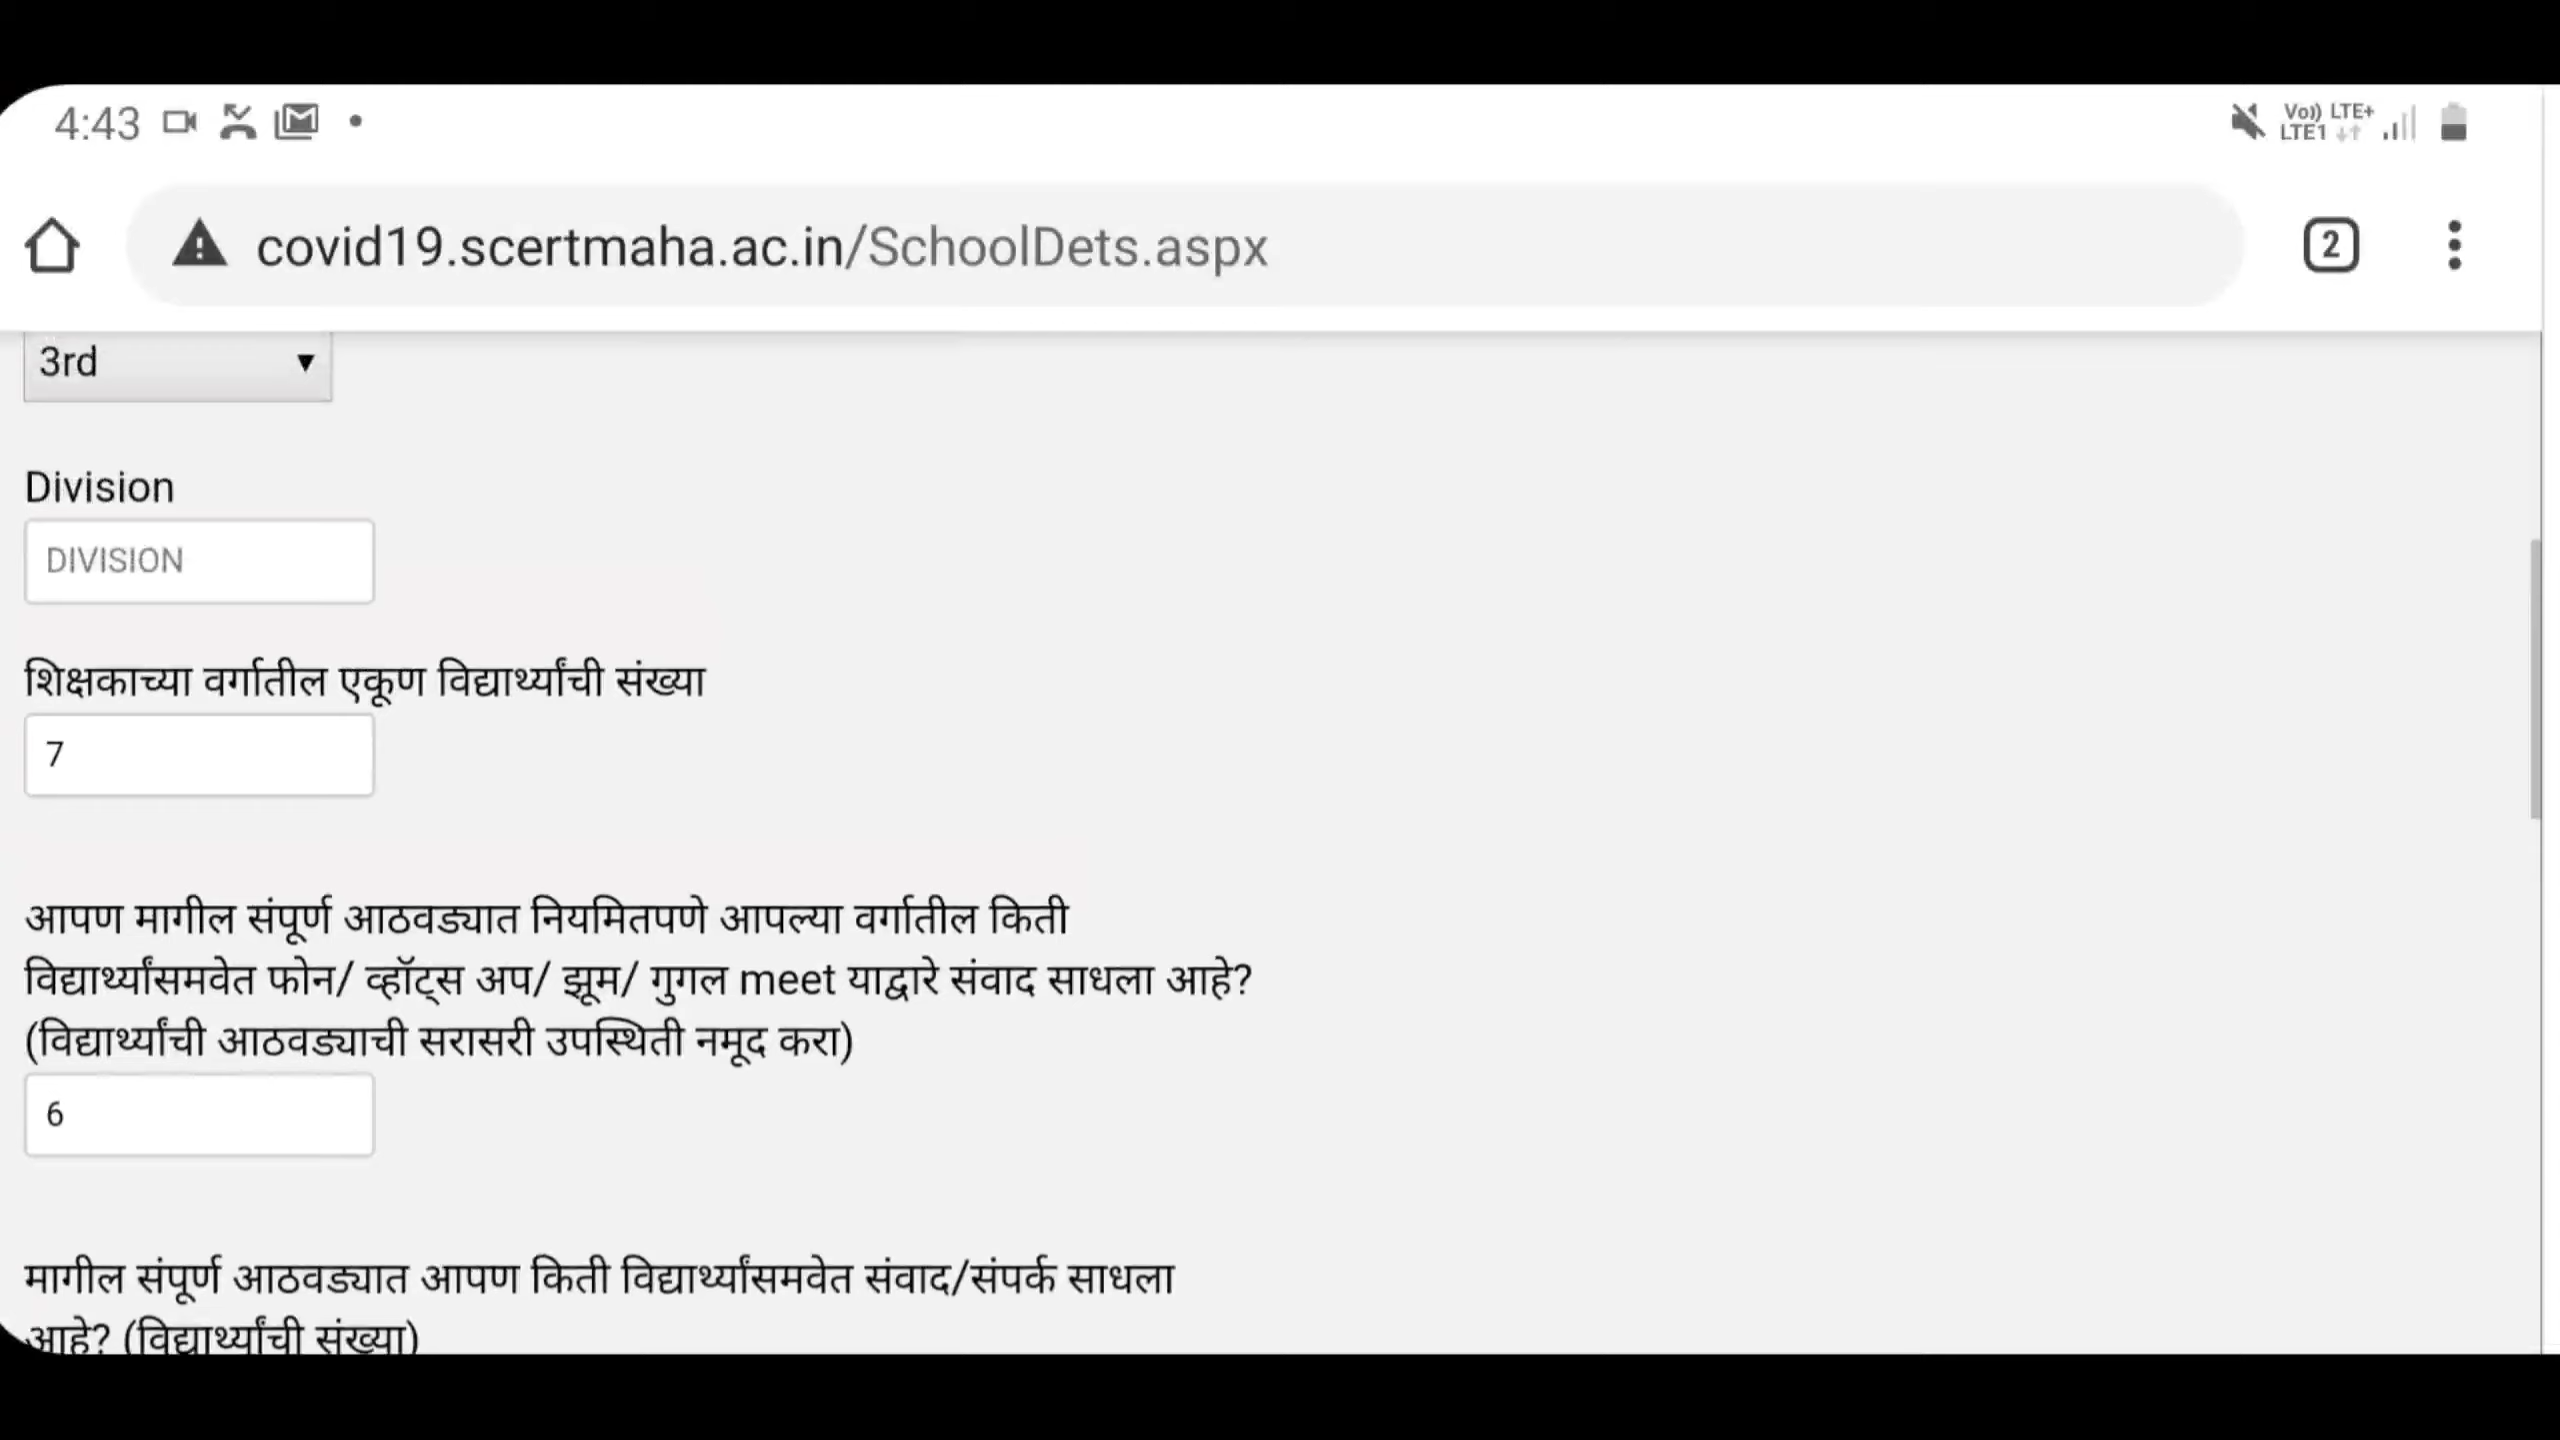 4:43
Vo)) LTE+
LTE1
covid19.scertmaha.ac.in/SchoolDets.aspx
2
3rd
Division
DIVISION
शिक्षकाच्या वर्गातील एकूण विद्यार्थ्यांची संख्या
7
आपण मागील संपूर्ण आठवड्यात नियमितपणे आपल्या वर्गातील किती
विद्यार्थ्यांसमवेत फोन/ व्हॉट्स अप/ झूम/ गुगल meet याद्वारे संवाद साधला आहे?
(विद्यार्थ्यांची आठवड्याची सरासरी उपस्थिती नमूद करा)
6
मागील संपूर्ण आठवड्यात आपण किती विद्यार्थ्यांसमवेत संवाद/संपर्क साधला
आहे? (विद्यार्थ्यांची संख्या)